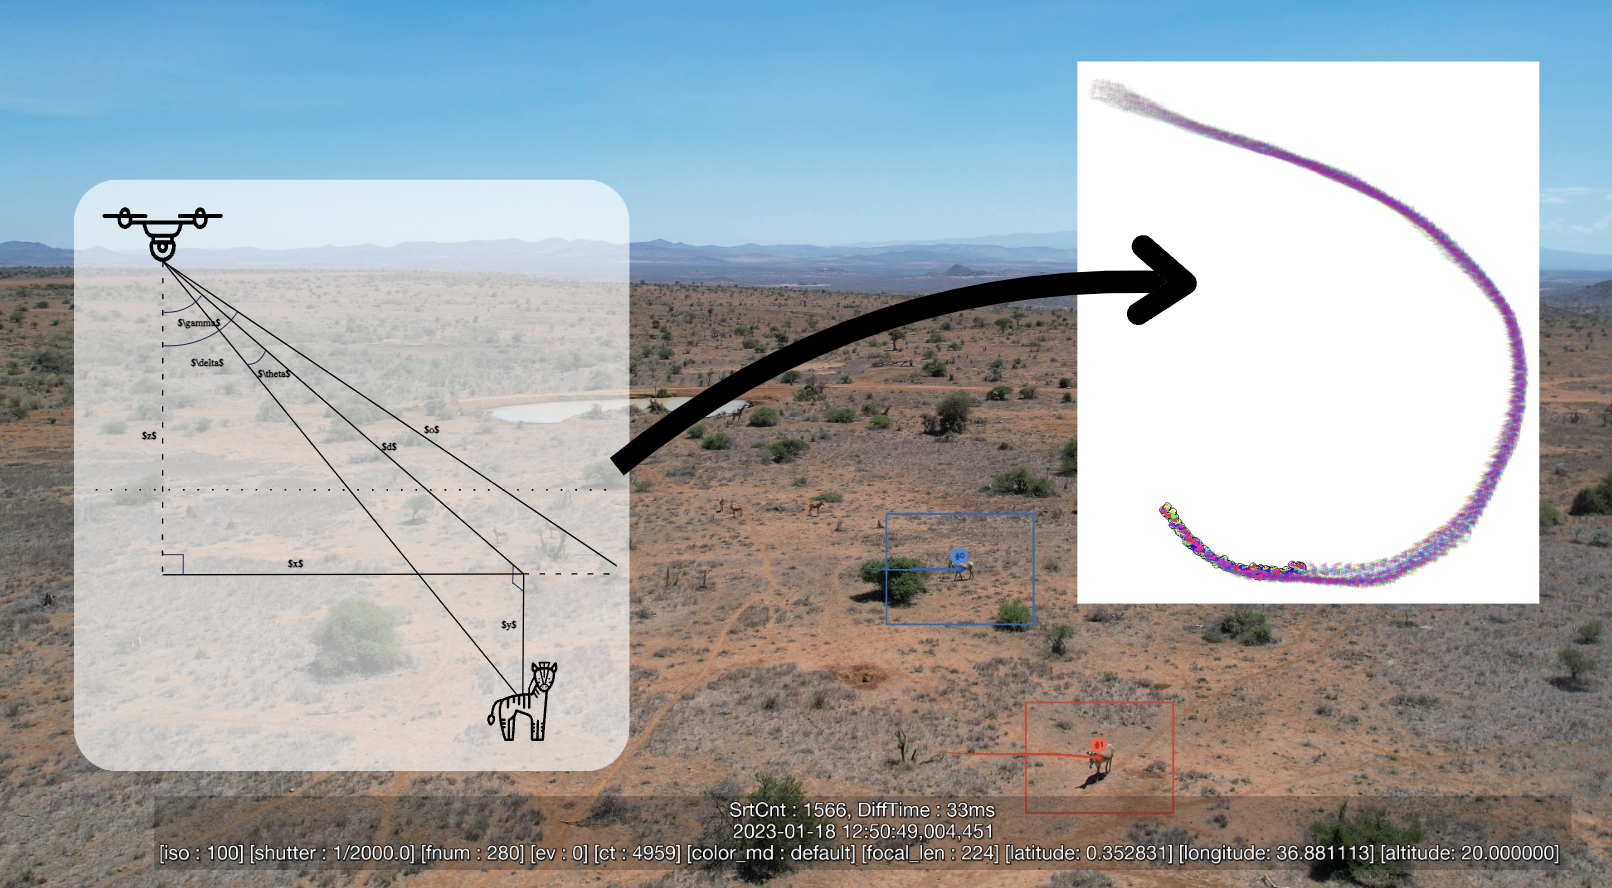 $\gamma$
$\delta$
$\theta$
$z$
$d$
$o$
$x$
$y$
#0
#1
SrtCnt : 1566, DiffTime : 33ms
2023-01-18 12:50:49,004,451
[iso : 100] [shutter : 1/2000.0] [fnum : 280] [ev : 0] [ct : 4959] [color_md : default] [focal_len : 224] [latitude: 0.352831] [longitude: 36.881113] [altitude: 20.000000]